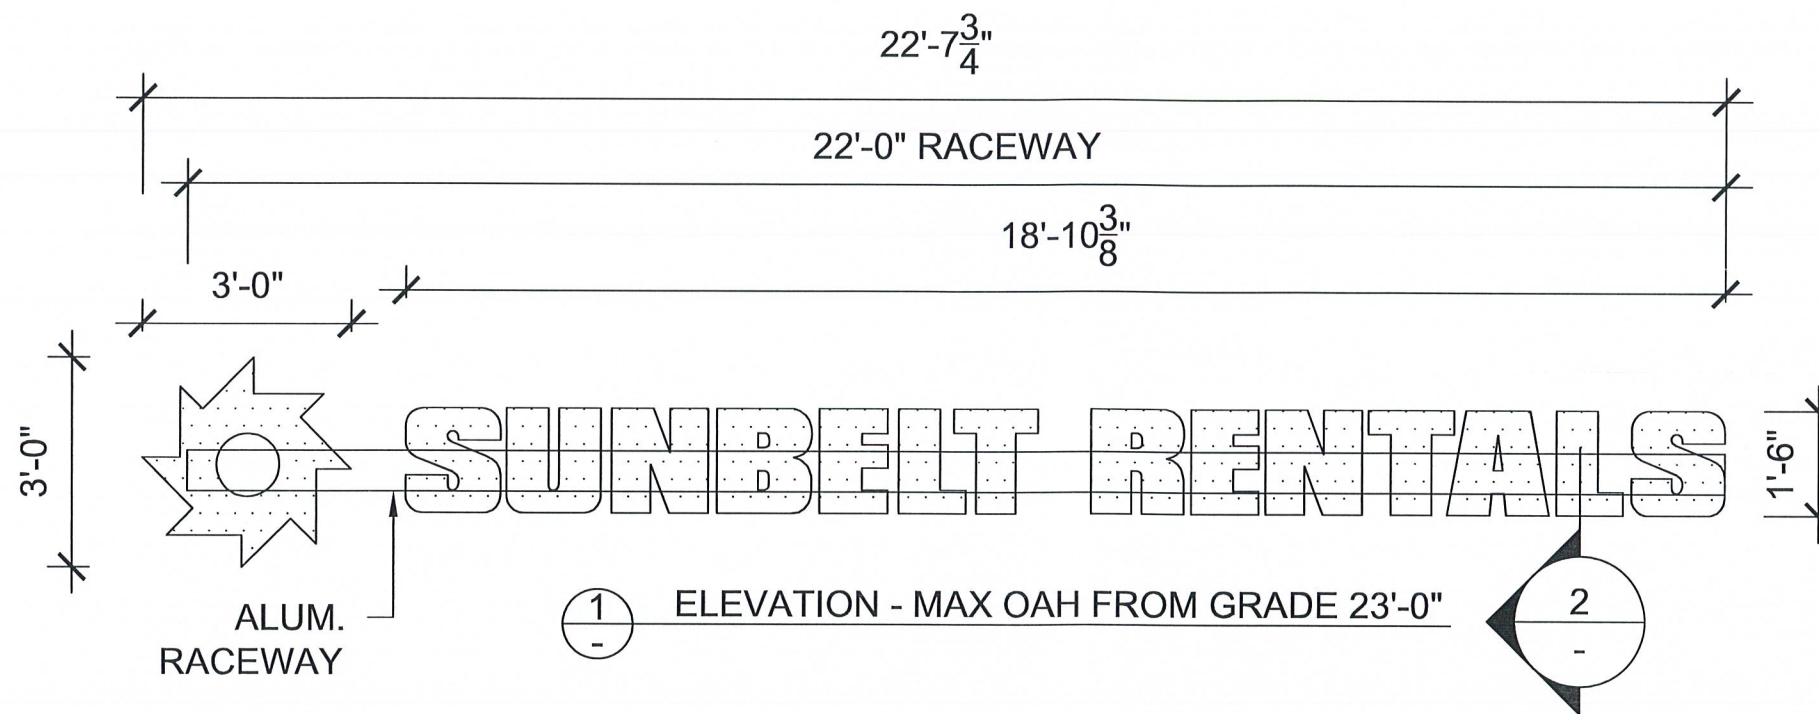 22'-7 3/4"
22'-0" RACEWAY
18'-10 3/8"
3'-0"
3'-0"
SUNBELT RENTALS
1'-6"
ALUM.
RACEWAY
1
-
ELEVATION - MAX OAH FROM GRADE 23'-0"
2
-